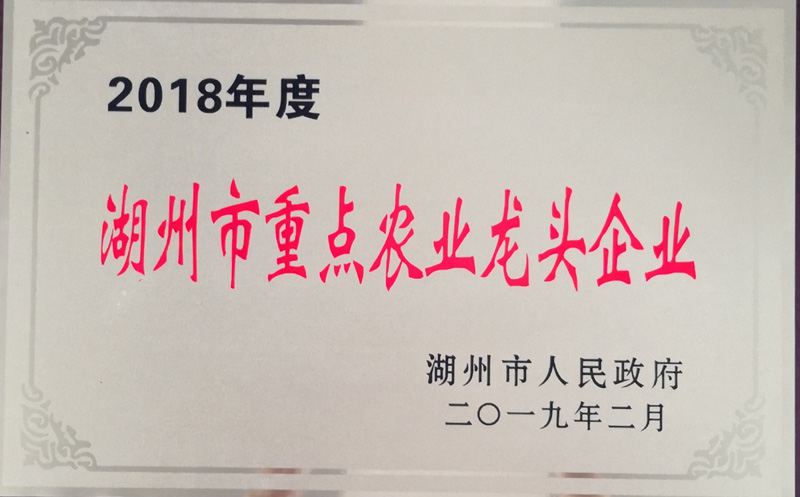 2018年度
湖州市重点农业龙头企业
湖州市人民政府
二〇一九年二月